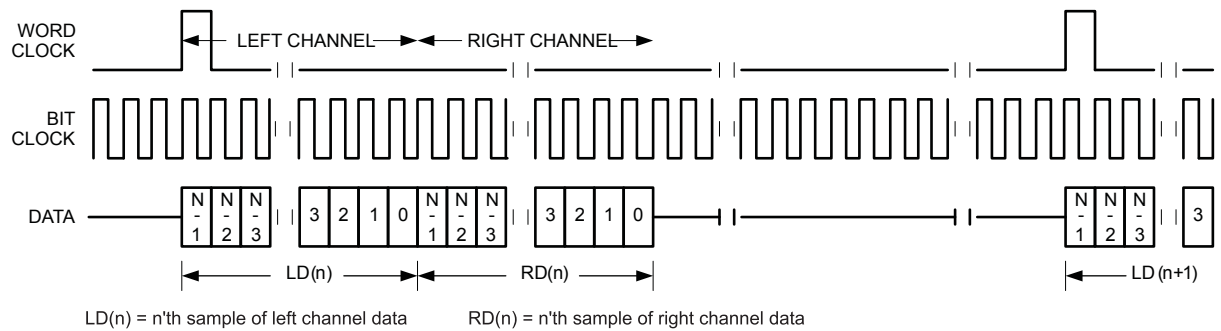 WORD
CLOCK
LEFT CHANNEL
RIGHT CHANNEL
BIT
CLOCK
DATA
N-1 N-2 N-3 3 2 1 0 N-1 N-2 N-3 3 2 1 0 N-1 N-2 N-3 3
LD(n)
RD(n)
LD (n+1)
LD(n) = n'th sample of left channel data
RD(n) = n'th sample of right channel data